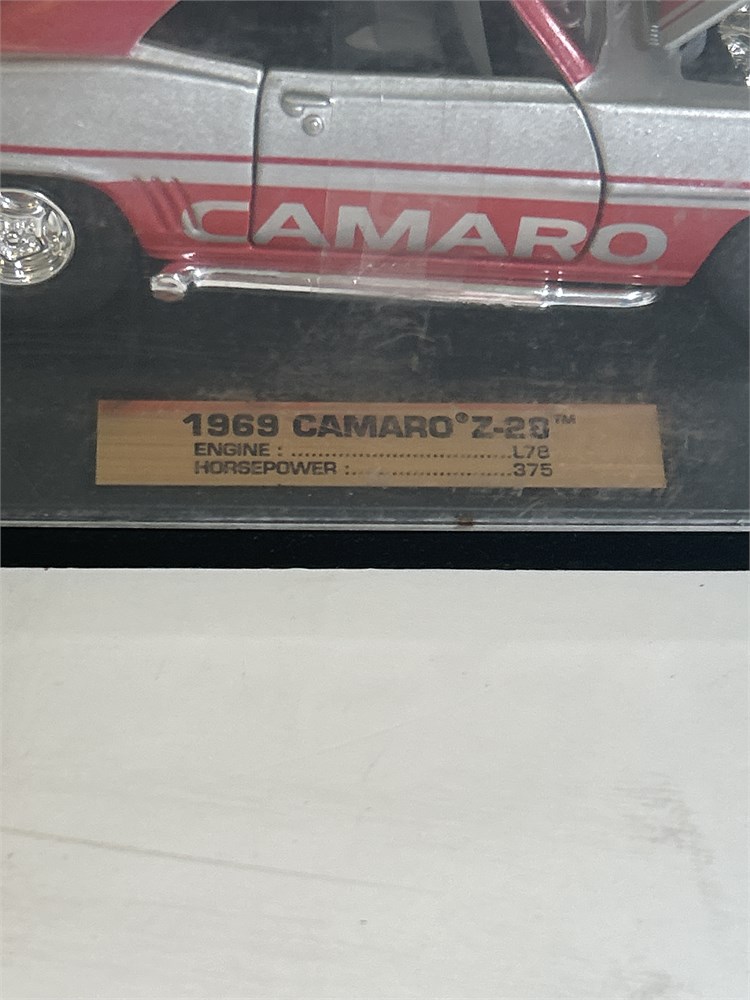 CAMARO
1969 CAMARO® Z-28™
ENGINE : ........................................L78
HORSEPOWER : ..............................375